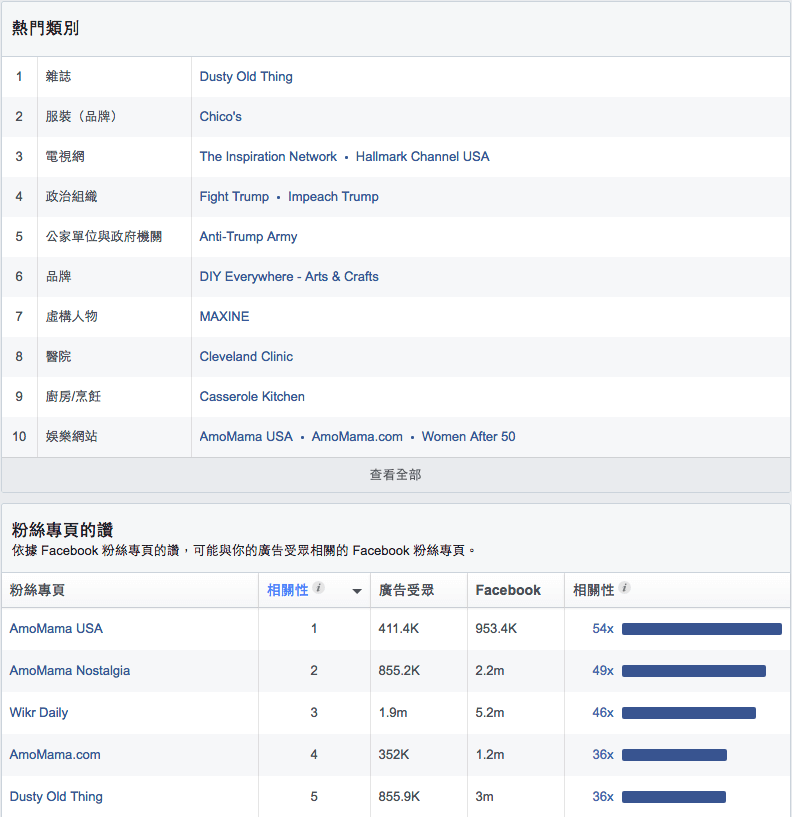 熱門類別
1 雜誌 Dusty Old Thing
2 服裝（品牌） Chico's
3 電視網 The Inspiration Network • Hallmark Channel USA
4 政治組織 Fight Trump • Impeach Trump
5 公家單位與政府機關 Anti-Trump Army
6 品牌 DIY Everywhere - Arts & Crafts
7 虛構人物 MAXINE
8 醫院 Cleveland Clinic
9 廚房/烹飪 Casserole Kitchen
10 娛樂網站 AmoMama USA • AmoMama.com • Women After 50
查看全部
粉絲專頁的讚
依據 Facebook 粉絲專頁的讚，可能與你的廣告受眾相關的 Facebook 粉絲專頁。
粉絲專頁 相關性 i 廣告受眾 Facebook 相關性 i
AmoMama USA 1 411.4K 953.4K 54x
AmoMama Nostalgia 2 855.2K 2.2m 49x
Wikr Daily 3 1.9m 5.2m 46x
AmoMama.com 4 352K 1.2m 36x
Dusty Old Thing 5 855.9K 3m 36x